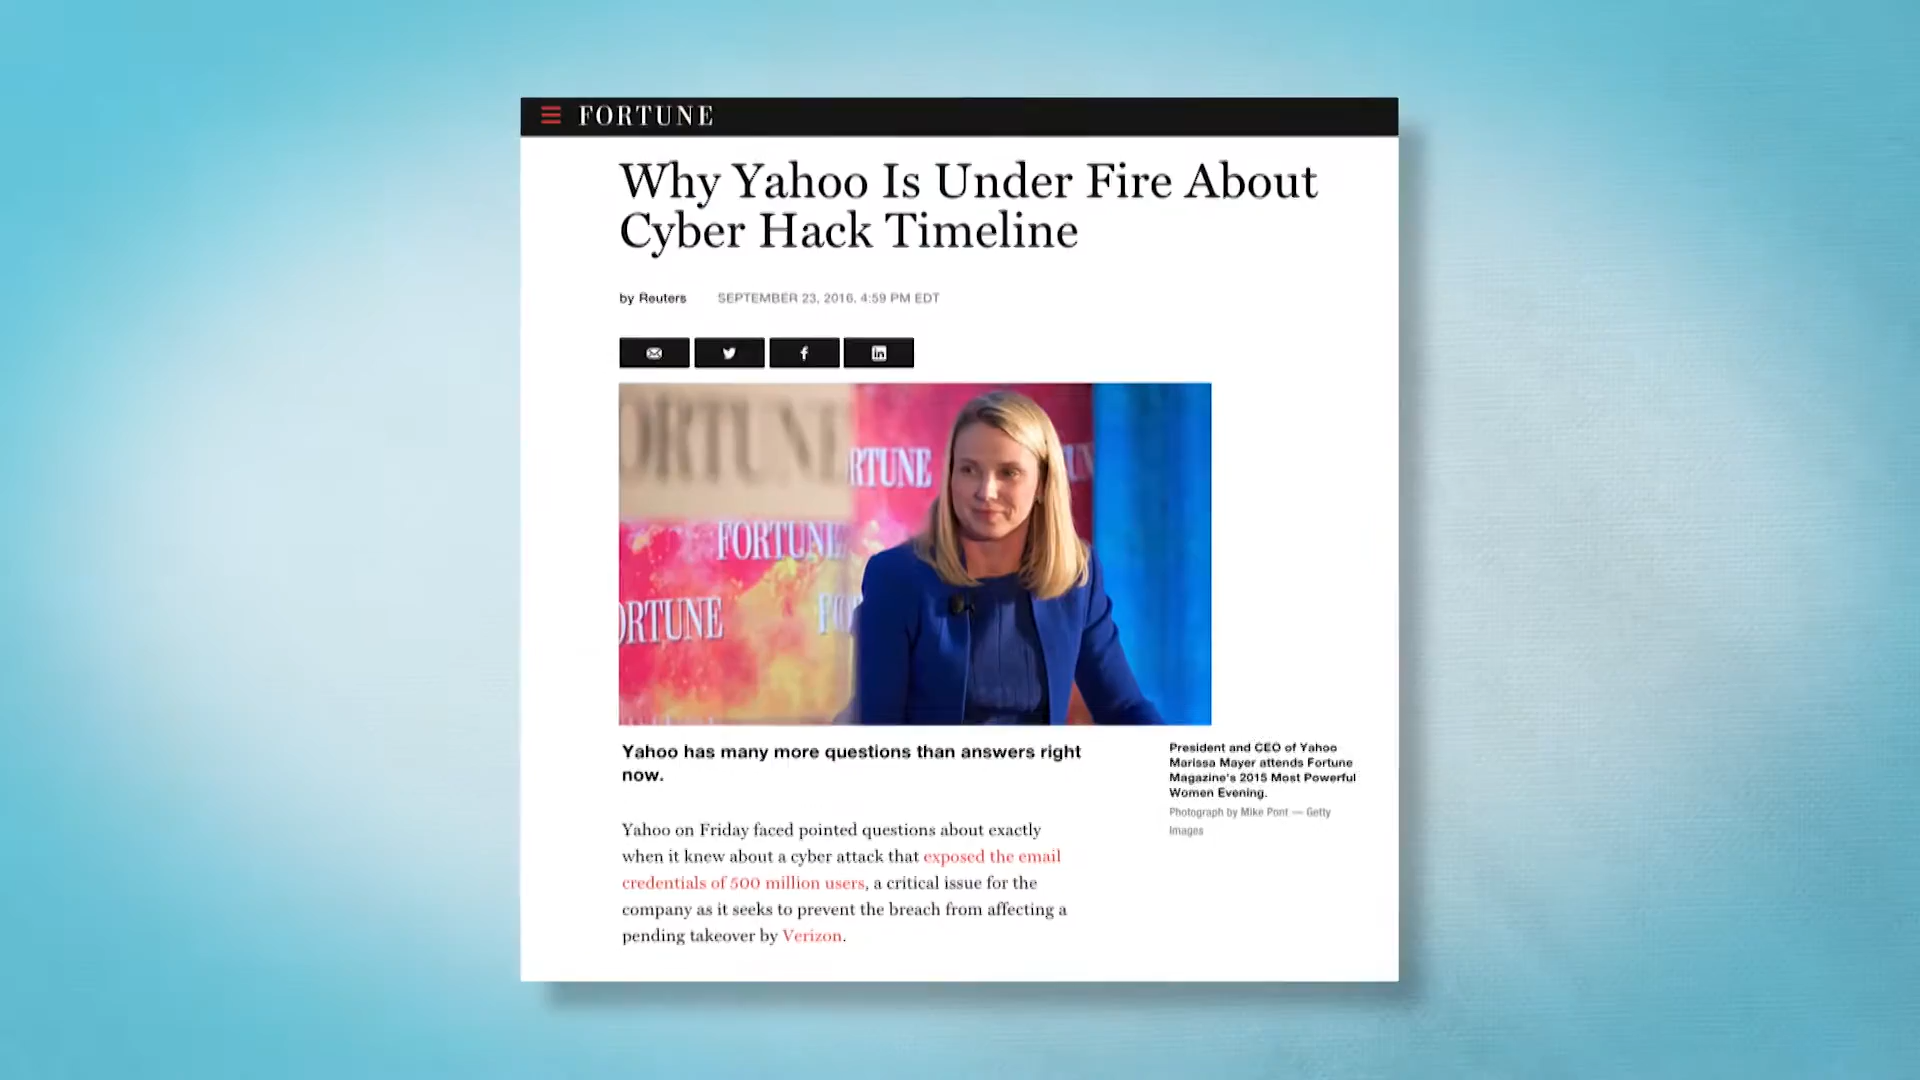 FORTUNE
Why Yahoo Is Under Fire About
Cyber Hack Timeline
by Reuters SEPTEMBER 23, 2016, 4:59 PM EDT
ORTUNE
RTUNE
FORTUNE
ORTUNE
Yahoo has many more questions than answers right
now.
President and CEO of Yahoo
Marissa Mayer attends Fortune
Magazine's 2015 Most Powerful
Women Evening.
Photograph by Mike Pont — Getty
Images
Yahoo on Friday faced pointed questions about exactly
when it knew about a cyber attack that exposed the email
credentials of 500 million users, a critical issue for the
company as it seeks to prevent the breach from affecting a
pending takeover by Verizon.